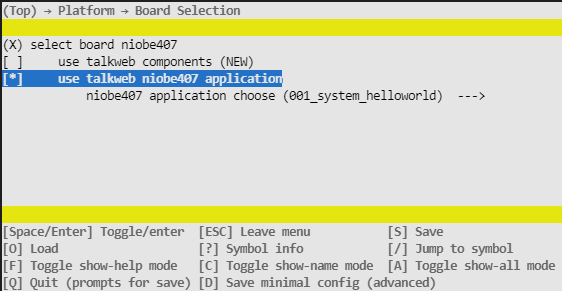 (Top) → Platform → Board Selection
(X) select board niobe407
[ ]     use talkweb components (NEW)
[*]     use talkweb niobe407 application
            niobe407 application choose (001_system_helloworld)  --->
[Space/Enter] Toggle/enter  [ESC] Leave menu           [S] Save
[O] Load                    [?] Symbol info            [/] Jump to symbol
[F] Toggle show-help mode   [C] Toggle show-name mode  [A] Toggle show-all mode
[Q] Quit (prompts for save) [D] Save minimal config (advanced)